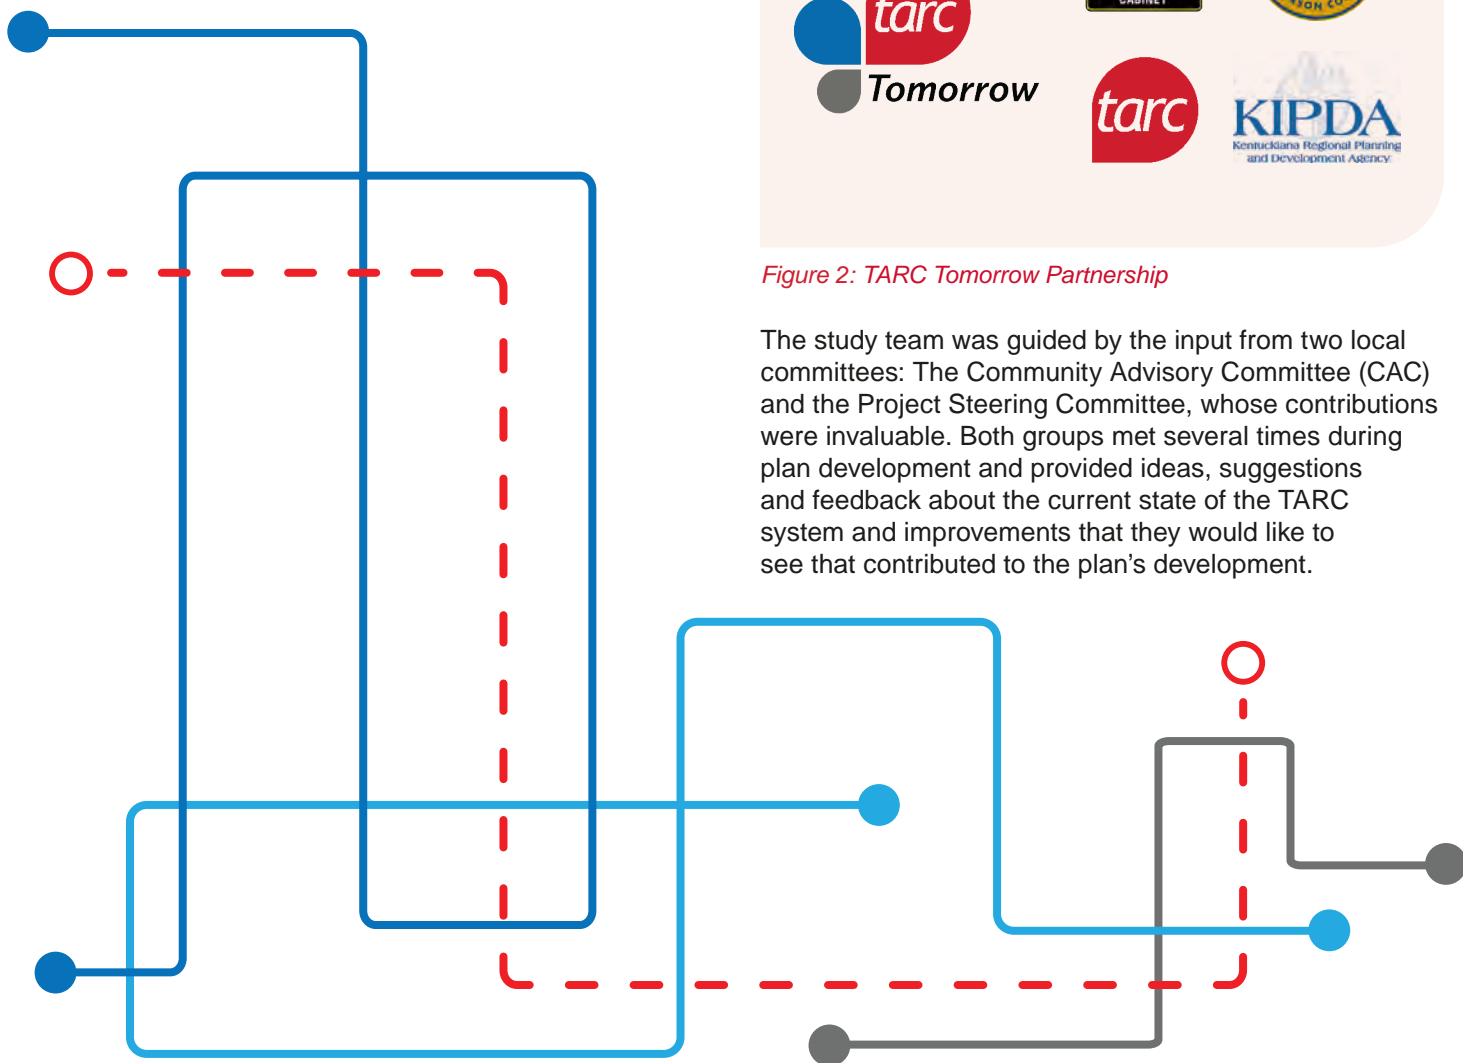 tarc
CABINET
Tomorrow
tarc
KIPDA
Kentuckiana Regional Planning
and Development Agency
Figure 2: TARC Tomorrow Partnership
The study team was guided by the input from two local
committees: The Community Advisory Committee (CAC)
and the Project Steering Committee, whose contributions
were invaluable. Both groups met several times during
plan development and provided ideas, suggestions
and feedback about the current state of the TARC
system and improvements that they would like to
see that contributed to the plan’s development.